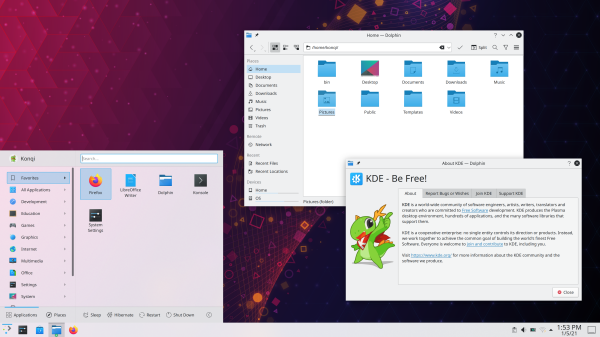 Home — Dolphin
/home/konqi
Split
Places
Home
Desktop
Documents
Downloads
Music
Pictures
Videos
Trash
Remote
Network
Recent
Recent Files
Recent Locations
Devices
Home
OS
bin
Desktop
Documents
Downloads
Music
Pictures
Public
Templates
Videos
Pictures (folder)
About KDE — Dolphin
KDE - Be Free!
About
Report Bugs or Wishes
Join KDE
Support KDE
KDE is a world-wide community of software engineers, artists, writers, translators and
creators who are committed to Free Software development. KDE produces the Plasma
desktop environment, hundreds of applications, and the many software libraries that
support them.
KDE is a cooperative enterprise: no single entity controls its direction or products. Instead,
we work together to achieve the common goal of building the world's finest Free
Software. Everyone is welcome to join and contribute to KDE, including you.
Visit https://www.kde.org/ for more information about the KDE community and the
software we produce.
Close
Konqi
Search...
Favorites
All Applications
Development
Education
Games
Graphics
Internet
Multimedia
Office
Settings
System
Firefox
LibreOffice
Writer
Dolphin
Konsole
System
Settings
Applications
Places
Sleep
Hibernate
Restart
Shut Down
1:53 PM
1/5/21